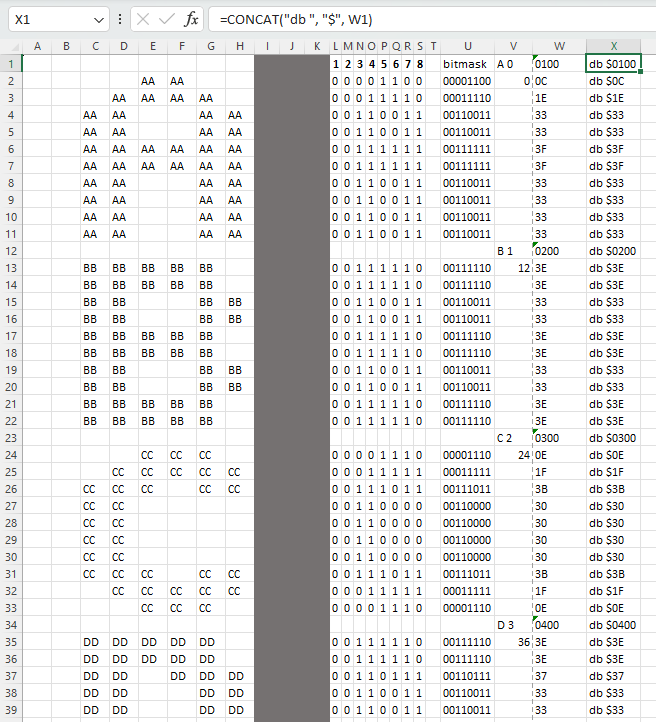 X1 fx =CONCAT("db ", "$", W1)
A B C D E F G H I J K L M N O P Q R S T U V W X
1 1 2 3 4 5 6 7 8 bitmask A 0 0100 db $0100
2 AA AA 0 0 0 0 1 1 0 0 00001100 0 0C db $0C
3 AA AA AA AA 0 0 0 1 1 1 1 0 00011110 1E db $1E
4 AA AA AA AA 0 0 1 1 0 0 1 1 00110011 33 db $33
5 AA AA AA AA 0 0 1 1 0 0 1 1 00110011 33 db $33
6 AA AA AA AA AA AA 0 0 1 1 1 1 1 1 00111111 3F db $3F
7 AA AA AA AA AA AA 0 0 1 1 1 1 1 1 00111111 3F db $3F
8 AA AA AA AA 0 0 1 1 0 0 1 1 00110011 33 db $33
9 AA AA AA AA 0 0 1 1 0 0 1 1 00110011 33 db $33
10 AA AA AA AA 0 0 1 1 0 0 1 1 00110011 33 db $33
11 AA AA AA AA 0 0 1 1 0 0 1 1 00110011 33 db $33
12 B 1 0200 db $0200
13 BB BB BB BB BB 0 0 1 1 1 1 1 0 00111110 12 3E db $3E
14 BB BB BB BB BB 0 0 1 1 1 1 1 0 00111110 3E db $3E
15 BB BB BB BB 0 0 1 1 0 0 1 1 00110011 33 db $33
16 BB BB BB BB 0 0 1 1 0 0 1 1 00110011 33 db $33
17 BB BB BB BB BB 0 0 1 1 1 1 1 0 00111110 3E db $3E
18 BB BB BB BB BB 0 0 1 1 1 1 1 0 00111110 3E db $3E
19 BB BB BB BB 0 0 1 1 0 0 1 1 00110011 33 db $33
20 BB BB BB BB 0 0 1 1 0 0 1 1 00110011 33 db $33
21 BB BB BB BB BB 0 0 1 1 1 1 1 0 00111110 3E db $3E
22 BB BB BB BB BB 0 0 1 1 1 1 1 0 00111110 3E db $3E
23 C 2 0300 db $0300
24 CC CC CC 0 0 0 0 1 1 1 0 00001110 24 0E db $0E
25 CC CC CC CC CC 0 0 0 1 1 1 1 1 00011111 1F db $1F
26 CC CC CC CC CC 0 0 1 1 1 0 1 1 00111011 3B db $3B
27 CC CC 0 0 1 1 0 0 0 0 00110000 30 db $30
28 CC CC 0 0 1 1 0 0 0 0 00110000 30 db $30
29 CC CC 0 0 1 1 0 0 0 0 00110000 30 db $30
30 CC CC 0 0 1 1 0 0 0 0 00110000 30 db $30
31 CC CC CC CC CC 0 0 1 1 1 0 1 1 00111011 3B db $3B
32 CC CC CC CC CC 0 0 0 1 1 1 1 1 00011111 1F db $1F
33 CC CC CC 0 0 0 0 1 1 1 0 00001110 0E db $0E
34 D 3 0400 db $0400
35 DD DD DD DD DD 0 0 1 1 1 1 1 0 00111110 36 3E db $3E
36 DD DD DD DD DD 0 0 1 1 1 1 1 0 00111110 3E db $3E
37 DD DD DD DD DD 0 0 1 1 0 1 1 1 00110111 37 db $37
38 DD DD DD DD 0 0 1 1 0 0 1 1 00110011 33 db $33
39 DD DD DD DD 0 0 1 1 0 0 1 1 00110011 33 db $33